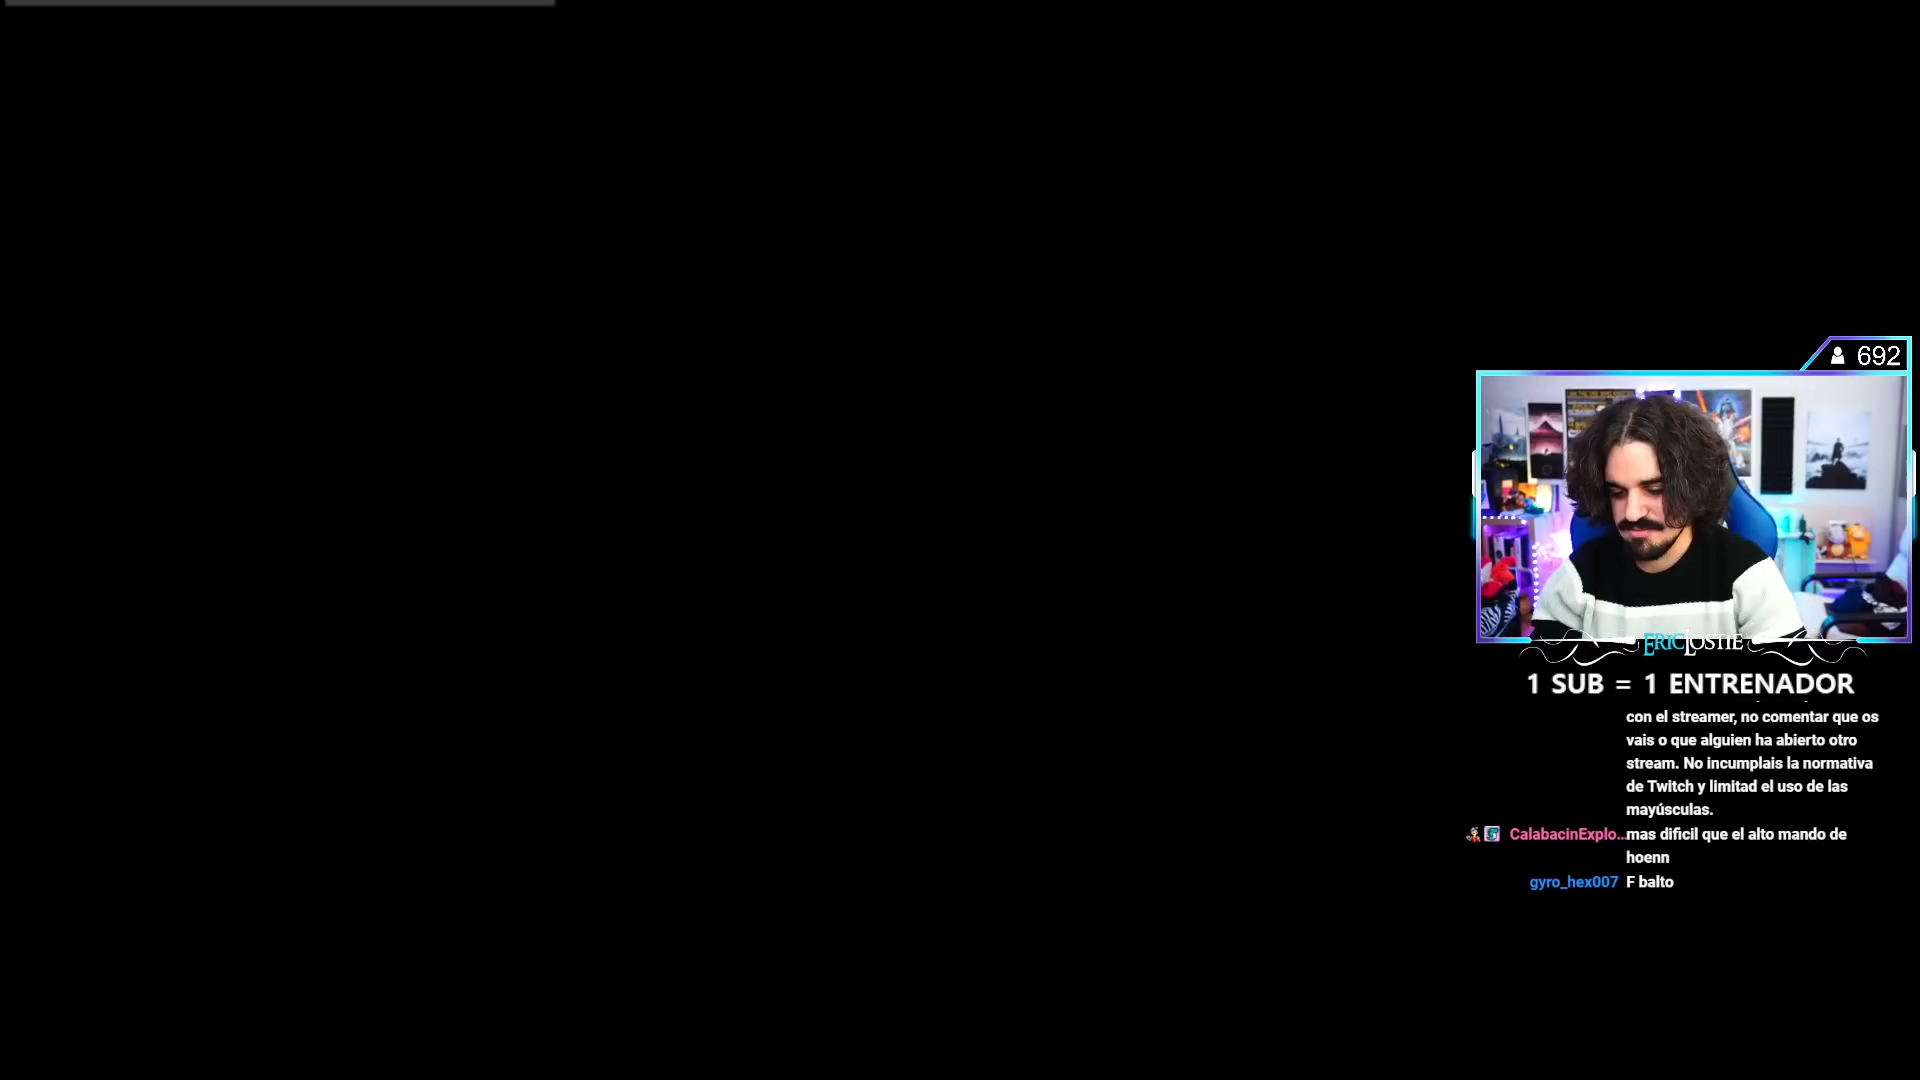 692
ERICLOSTIE
1 SUB = 1 ENTRENADOR
con el streamer, no comentar que os
vais o que alguien ha abierto otro
stream. No incumplais la normativa
de Twitch y limitad el uso de las
mayúsculas.
CalabacinExplo... mas dificil que el alto mando de
hoenn
gyro_hex007 F balto